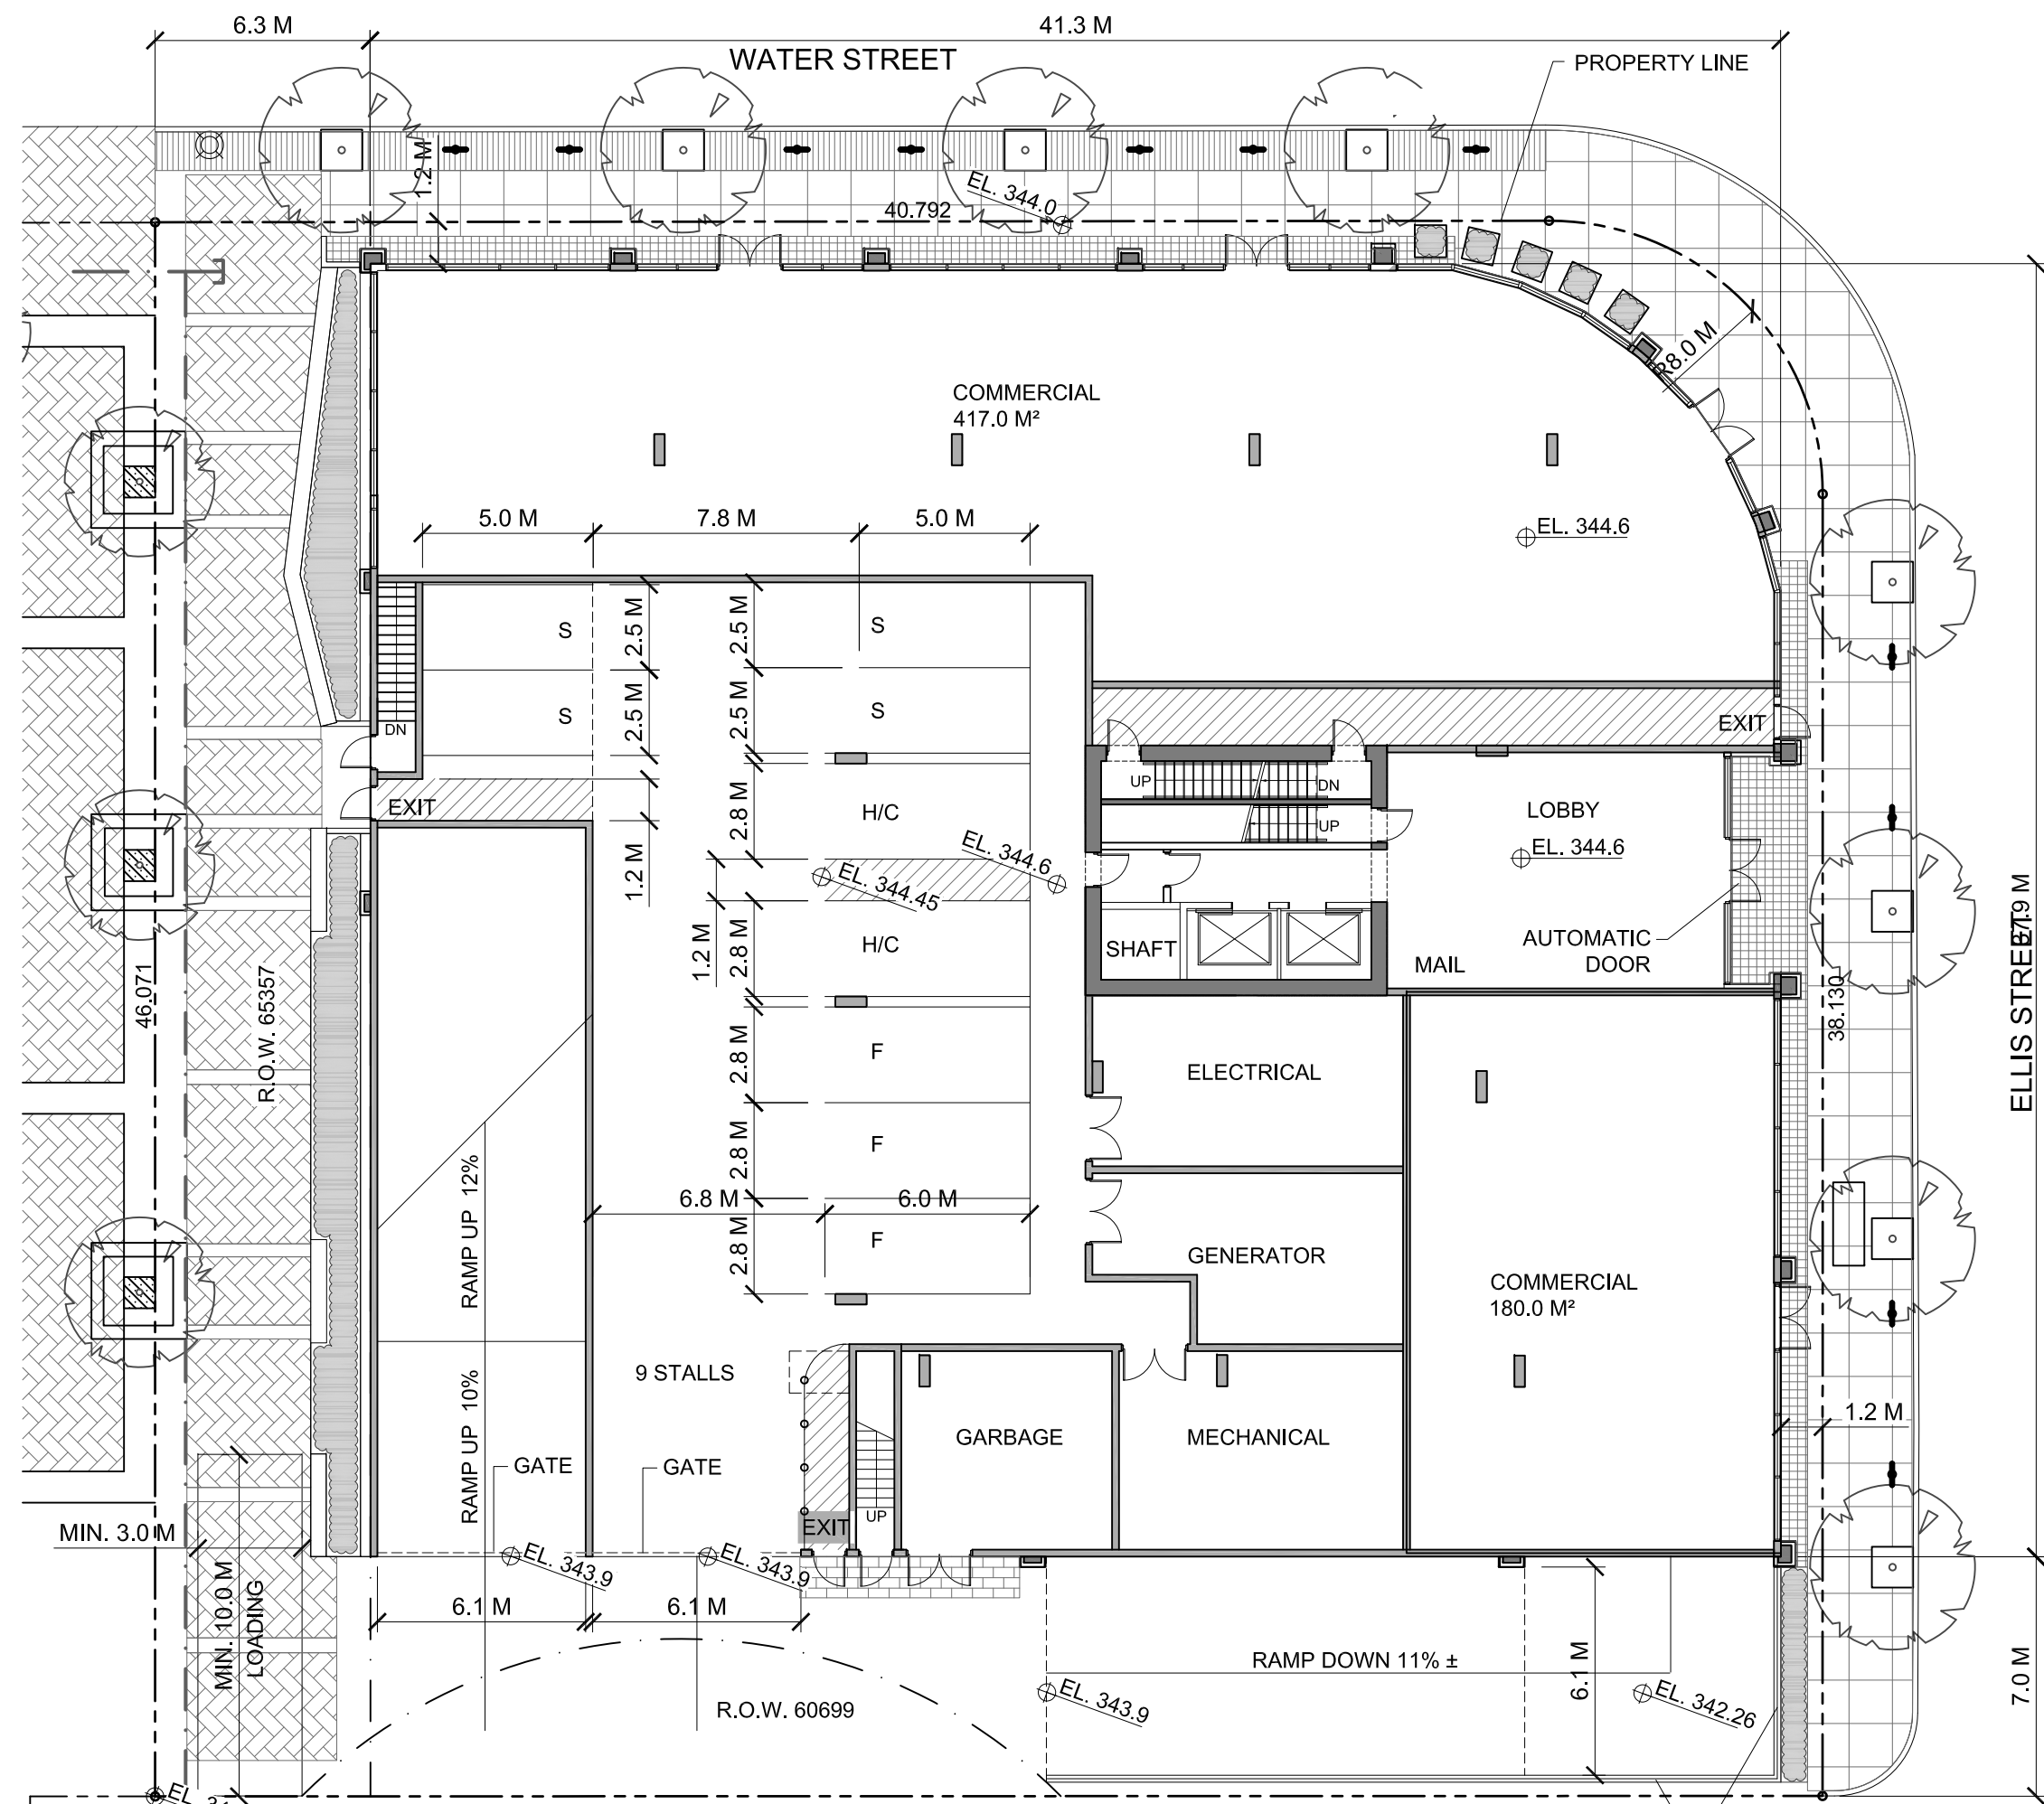 6.3 M
41.3 M
WATER STREET
PROPERTY LINE
1.2 M
EL. 344.0
40.792
R8.0 M
COMMERCIAL
417.0 M²
5.0 M
7.8 M
5.0 M
EL. 344.6
S
2.5 M
2.5 M
S
S
2.5 M
2.5 M
S
DN
EXIT
UP
DN
LOBBY
EXIT
2.8 M
H/C
UP
EL. 344.6
EL. 344.6
1.2 M
EL. 344.45
ELLIS STREET
1.2 M
2.8 M
H/C
SHAFT
MAIL
AUTOMATIC
DOOR
46.071
R.O.W. 65357
38.130
2.8 M
F
ELECTRICAL
2.8 M
F
RAMP UP 12%
6.8 M
6.0 M
2.8 M
F
GENERATOR
COMMERCIAL
180.0 M²
9 STALLS
RAMP UP 10%
1.2 M
GARBAGE
MECHANICAL
GATE
GATE
UP
EXIT
MIN. 3.0 M
EL. 343.9
EL. 343.9
MIN. 10.0 M
LOADING
6.1 M
6.1 M
RAMP DOWN 11% ±
6.1 M
7.0 M
R.O.W. 60699
EL. 343.9
EL. 342.26